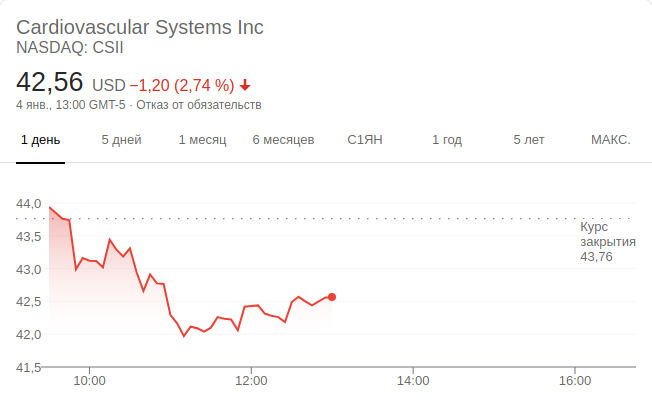 Cardiovascular Systems Inc
NASDAQ: CSII
42,56 USD −1,20 (2,74 %)
4 янв., 13:00 GMT-5 · Отказ от обязательств
1 день 5 дней 1 месяц 6 месяцев С1ЯН 1 год 5 лет МАКС.
44,0
Курс
закрытия
43,76
43,5
43,0
42,5
42,0
41,5
10:00 12:00 14:00 16:00